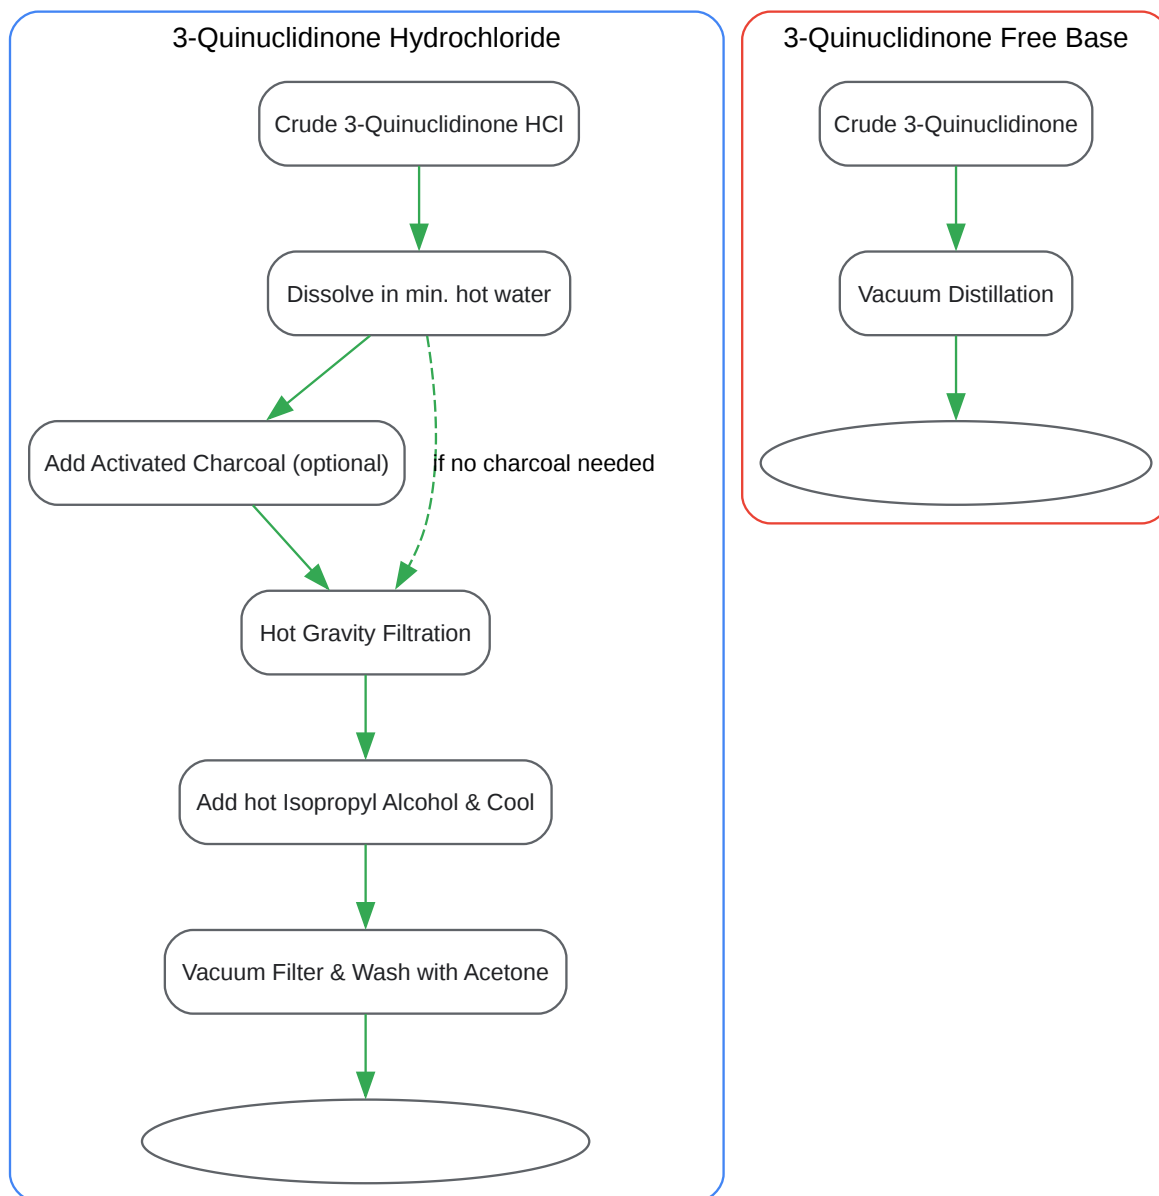 3-Quinuclidinone Hydrochloride
Crude 3-Quinuclidinone HCl
Dissolve in min. hot water
Add Activated Charcoal (optional)
if no charcoal needed
Hot Gravity Filtration
Add hot Isopropyl Alcohol & Cool
Vacuum Filter & Wash with Acetone
3-Quinuclidinone Free Base
Crude 3-Quinuclidinone
Vacuum Distillation